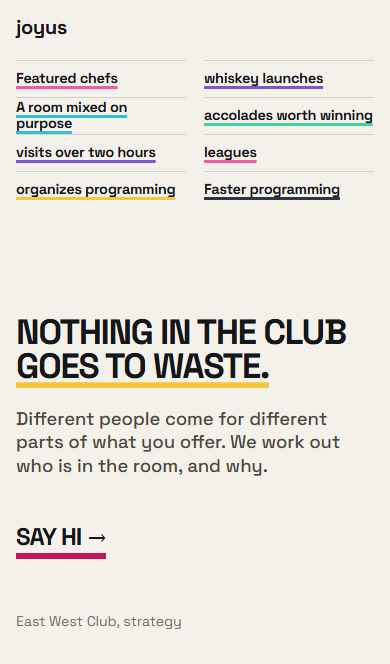 joyus
Featured chefs
whiskey launches
A room mixed on
purpose
accolades worth winning
visits over two hours
leagues
organizes programming
Faster programming
NOTHING IN THE CLUB
GOES TO WASTE.
Different people come for different
parts of what you offer. We work out
who is in the room, and why.
SAY HI →
East West Club, strategy